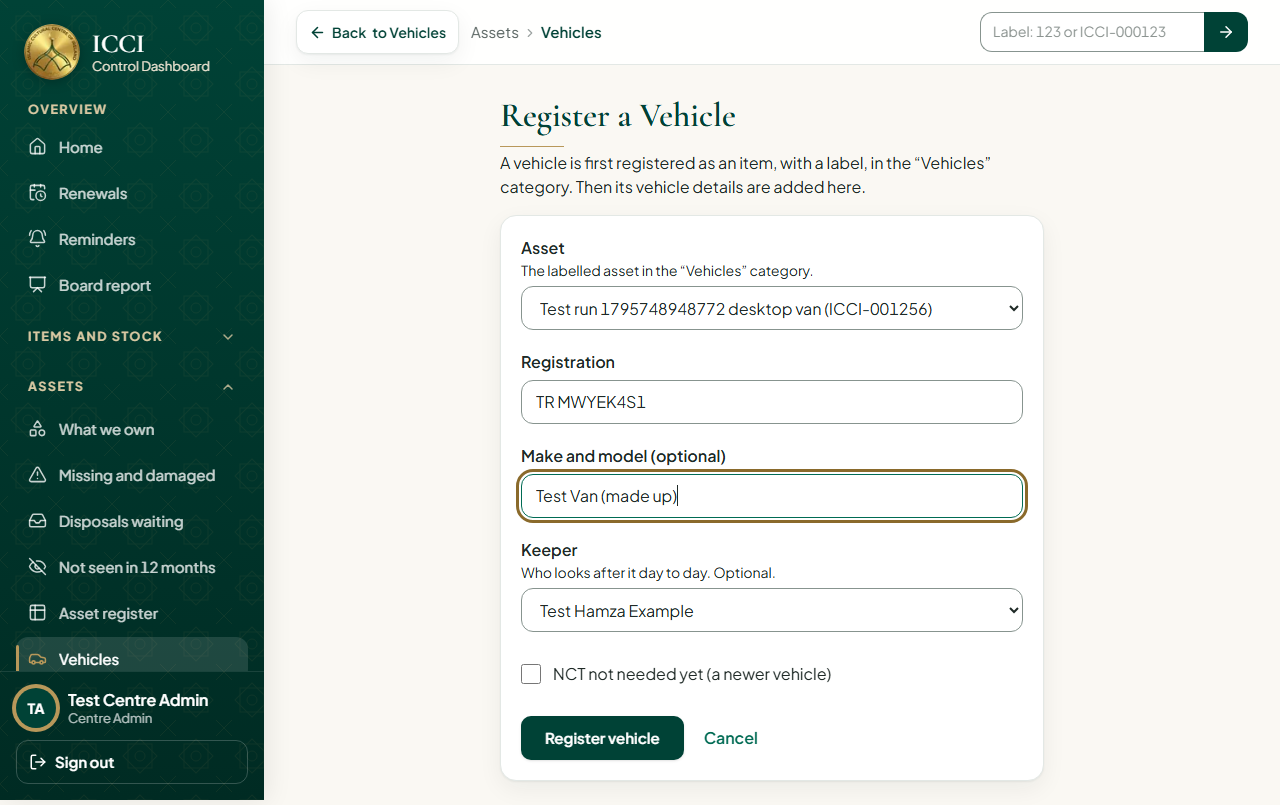 ICCI
Control Dashboard
OVERVIEW
Home
Renewals
Reminders
Board report
ITEMS AND STOCK
ASSETS
What we own
Missing and damaged
Disposals waiting
Not seen in 12 months
Asset register
Vehicles
TA
Test Centre Admin
Centre Admin
Sign out
Back to Vehicles
Assets > Vehicles
Label: 123 or ICCI-000123
Register a Vehicle
A vehicle is first registered as an item, with a label, in the “Vehicles”
category. Then its vehicle details are added here.
Asset
The labelled asset in the “Vehicles” category.
Test run 1795748948772 desktop van (ICCI-001256)
Registration
TR MWYEK4S1
Make and model (optional)
Test Van (made up)
Keeper
Who looks after it day to day. Optional.
Test Hamza Example
NCT not needed yet (a newer vehicle)
Register vehicle
Cancel